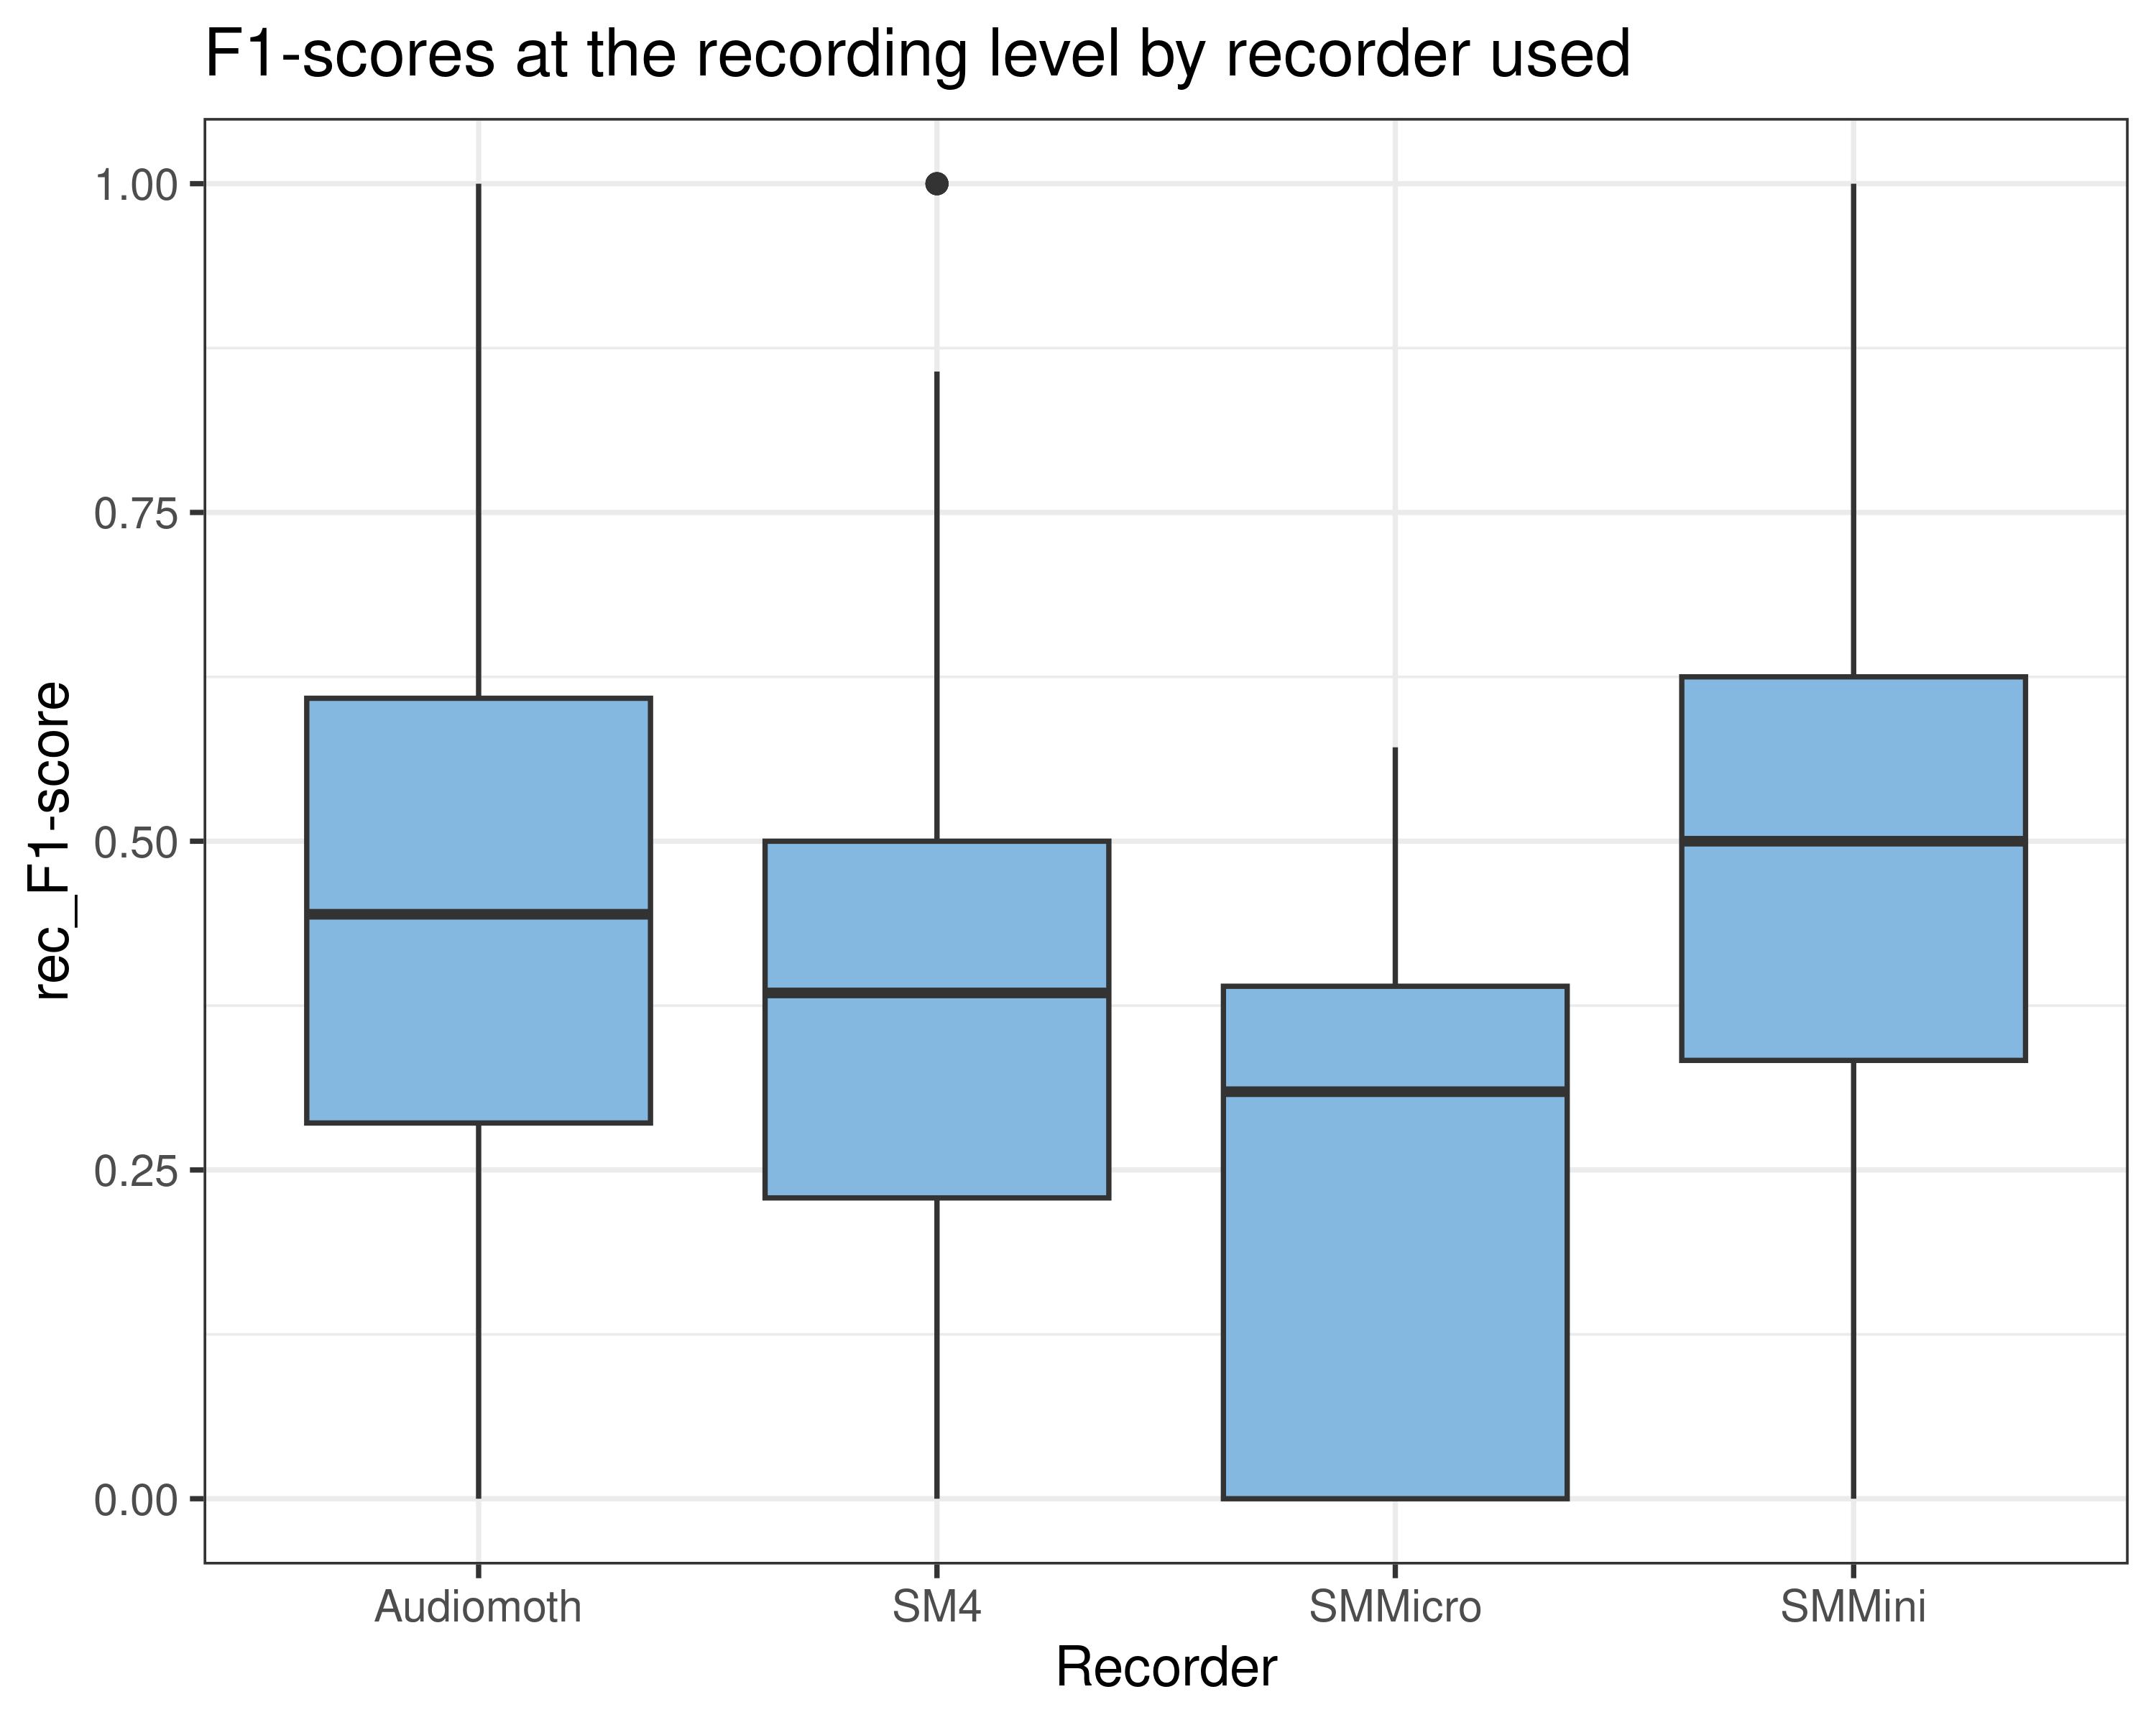 F1-scores at the recording level by recorder used
rec_F1-score
1.00
0.75
0.50
0.25
0.00
Audiomoth
SM4
SMMicro
SMMini
Recorder